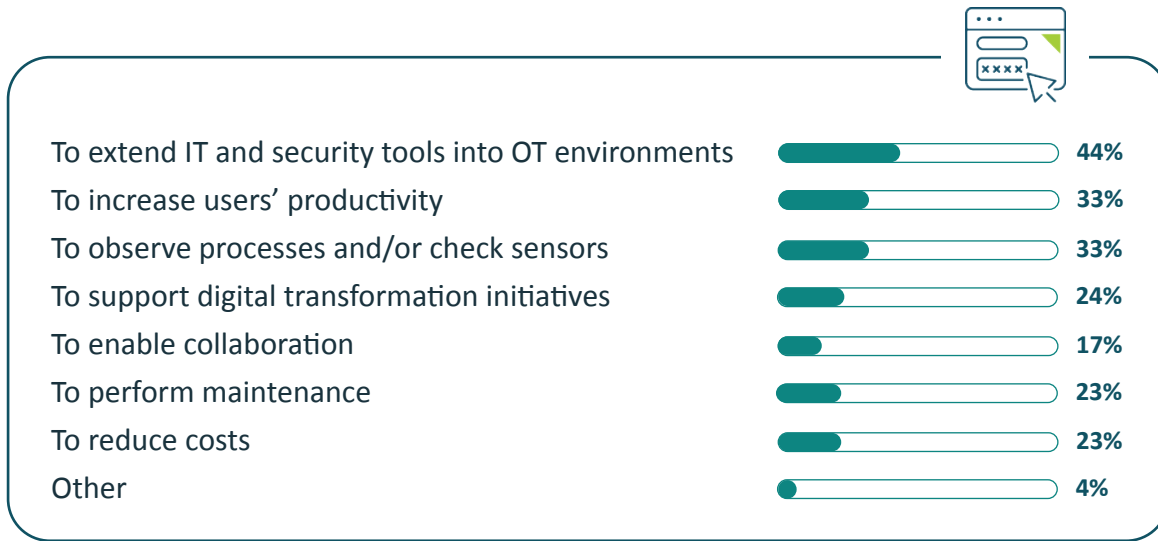 xxxx
To extend IT and security tools into OT environments 44%
To increase users’ productivity 33%
To observe processes and/or check sensors 33%
To support digital transformation initiatives 24%
To enable collaboration 17%
To perform maintenance 23%
To reduce costs 23%
Other 4%